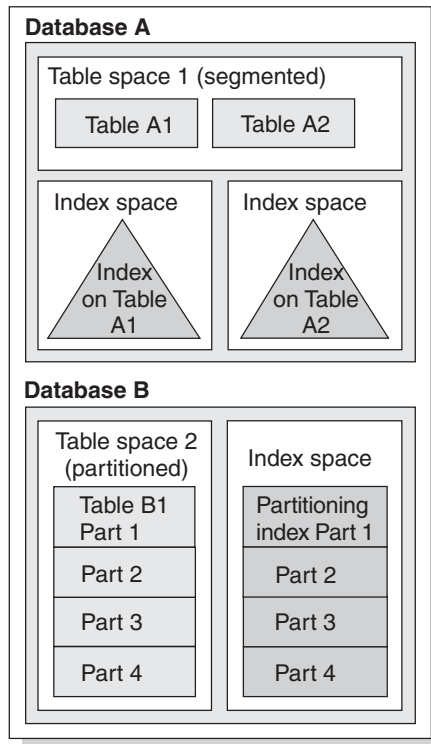 Database A
Table space 1 (segmented)
Table A1
Table A2
Index space
Index
on Table
A1
Index space
Index
on Table
A2
Database B
Table space 2
(partitioned)
Table B1
Part 1
Part 2
Part 3
Part 4
Index space
Partitioning
index Part 1
Part 2
Part 3
Part 4